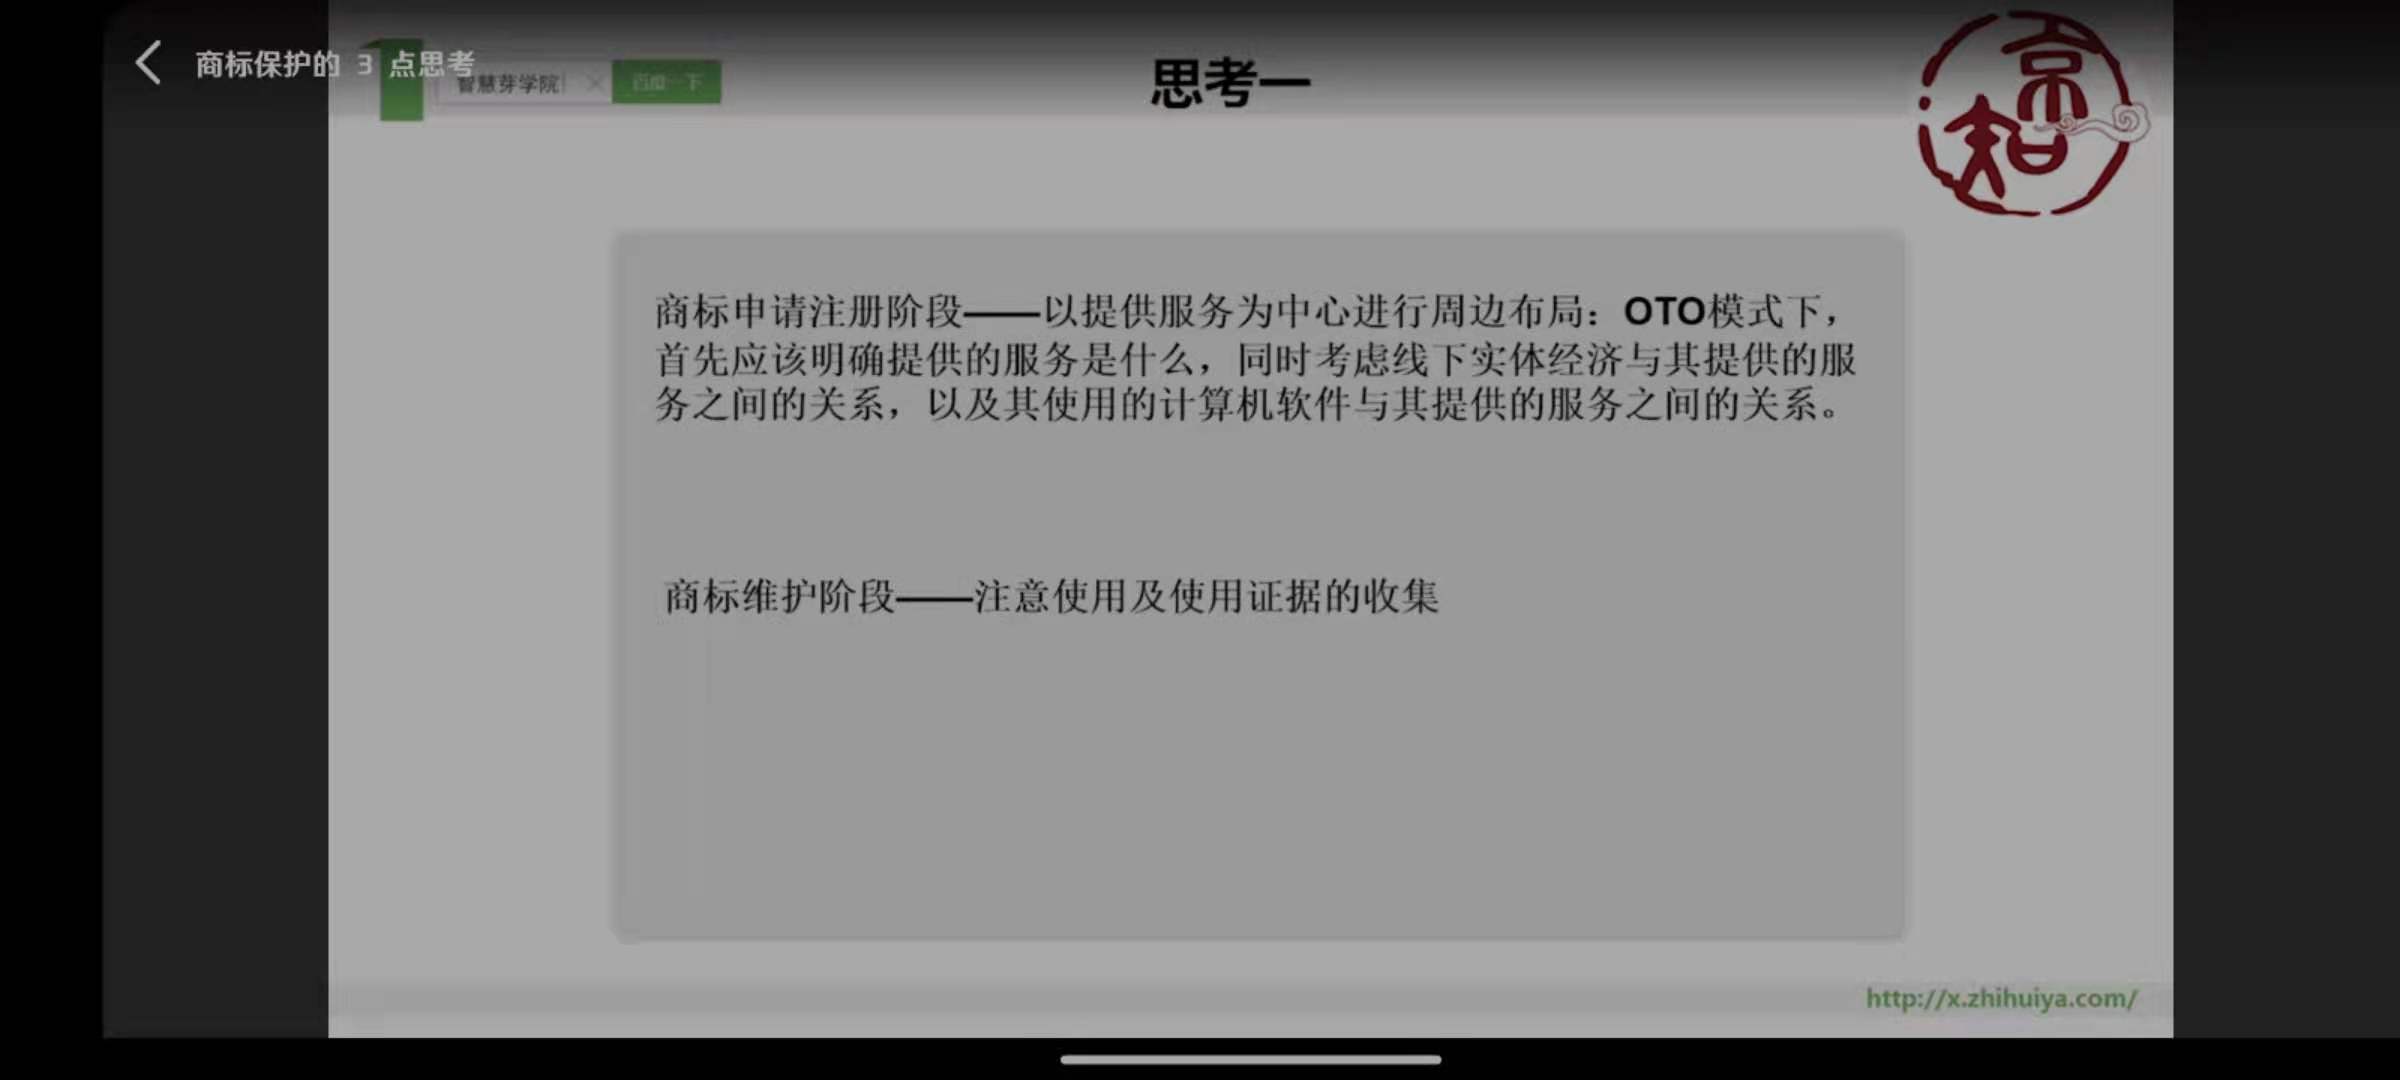 商标保护的 3 点思考
智慧芽学院
百度一下
思考一
京知
商标申请注册阶段——以提供服务为中心进行周边布局：OTO模式下，
首先应该明确提供的服务是什么，同时考虑线下实体经济与其提供的服
务之间的关系，以及其使用的计算机软件与其提供的服务之间的关系。
商标维护阶段——注意使用及使用证据的收集
http://x.zhihuiya.com/